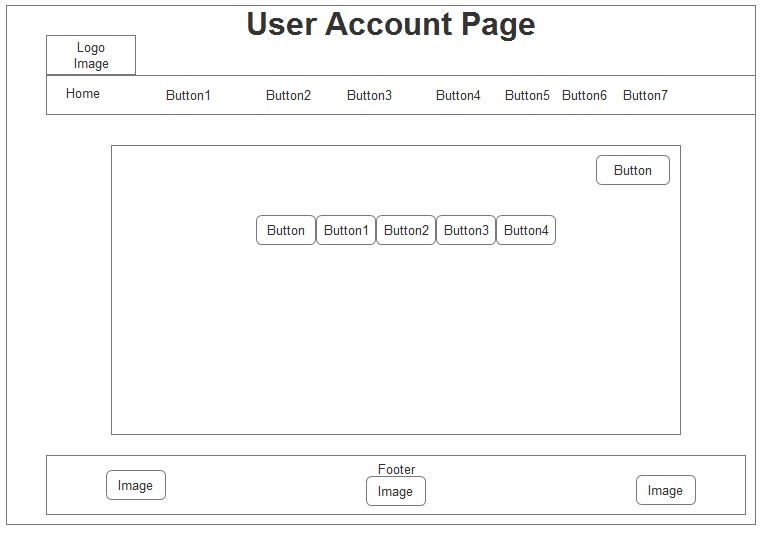 User Account Page
Logo
Image
Home Button1 Button2 Button3 Button4 Button5 Button6 Button7
Button
Button Button1 Button2 Button3 Button4
Footer
Image Image Image